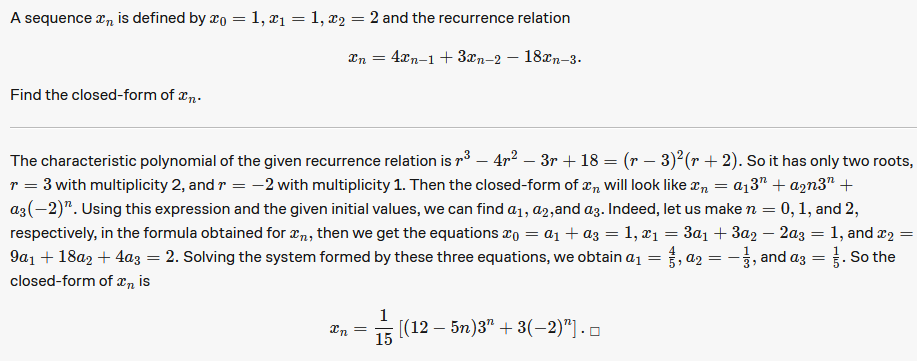 A sequence xₙ is defined by x₀ = 1, x₁ = 1, x₂ = 2 and the recurrence relation
xₙ = 4xₙ₋₁ + 3xₙ₋₂ − 18xₙ₋₃.
Find the closed-form of xₙ.
The characteristic polynomial of the given recurrence relation is r³ − 4r² − 3r + 18 = (r − 3)²(r + 2). So it has only two roots,
r = 3 with multiplicity 2, and r = −2 with multiplicity 1. Then the closed-form of xₙ will look like xₙ = a₁3ⁿ + a₂n3ⁿ +
a₃(−2)ⁿ. Using this expression and the given initial values, we can find a₁, a₂,and a₃. Indeed, let us make n = 0, 1, and 2,
respectively, in the formula obtained for xₙ, then we get the equations x₀ = a₁ + a₃ = 1, x₁ = 3a₁ + 3a₂ − 2a₃ = 1, and x₂ =
9a₁ + 18a₂ + 4a₃ = 2. Solving the system formed by these three equations, we obtain a₁ = 4/5, a₂ = −1/3, and a₃ = 1/5. So the
closed-form of xₙ is
xₙ = 1/15 [(12 − 5n)3ⁿ + 3(−2)ⁿ] . □